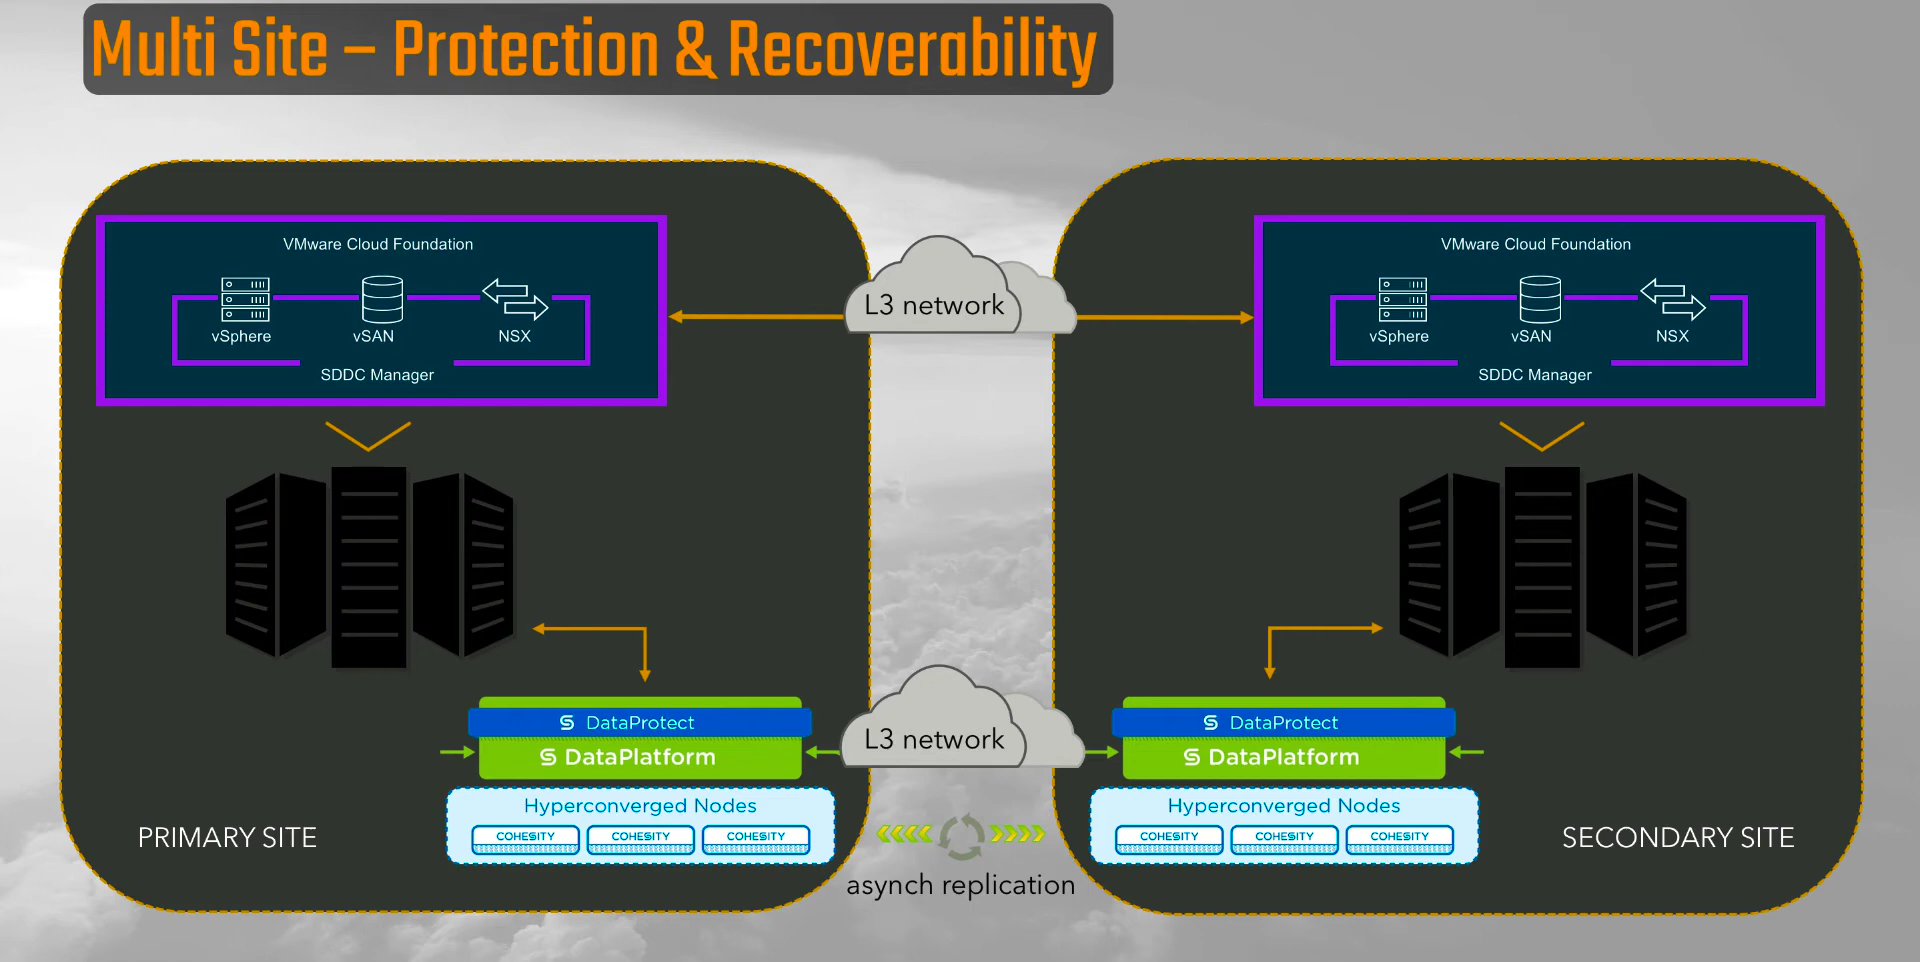 Multi Site – Protection & Recoverability
VMware Cloud Foundation
vSphere
vSAN
NSX
SDDC Manager
L3 network
VMware Cloud Foundation
vSphere
vSAN
NSX
SDDC Manager
DataProtect
DataPlatform
Hyperconverged Nodes
COHESITY
COHESITY
COHESITY
PRIMARY SITE
L3 network
asynch replication
DataProtect
DataPlatform
Hyperconverged Nodes
COHESITY
COHESITY
COHESITY
SECONDARY SITE